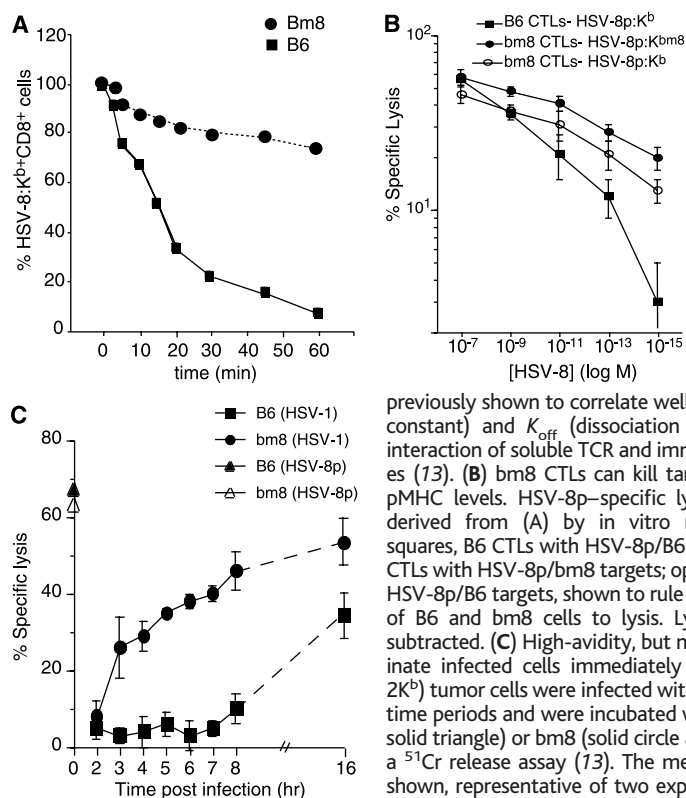 A
Bm8
B6
% HSV-8:Kᵇ⁺CD8⁺ cells
120
100
80
60
40
20
0
0 10 20 30 40 50 60
time (min)
B
B6 CTLs- HSV-8p:Kᵇ
bm8 CTLs- HSV-8p:Kᵇᵐ⁸
bm8 CTLs- HSV-8p:Kᵇ
% Specific Lysis
10²
10¹
10⁻⁷ 10⁻⁹ 10⁻¹¹ 10⁻¹³ 10⁻¹⁵
[HSV-8] (log M)
C
B6 (HSV-1)
bm8 (HSV-1)
B6 (HSV-8p)
bm8 (HSV-8p)
% Specific lysis
80
60
40
20
0
0 2 3 4 5 6 7 8 16
Time post infection (hr)
previously shown to correlate well
constant) and K_off (dissociation
interaction of soluble TCR and imm
es (13). (B) bm8 CTLs can kill tar
pMHC levels. HSV-8p–specific ly
derived from (A) by in vitro r
squares, B6 CTLs with HSV-8p/B6
CTLs with HSV-8p/bm8 targets; op
HSV-8p/B6 targets, shown to rule
of B6 and bm8 cells to lysis. Ly
subtracted. (C) High-avidity, but n
inate infected cells immediately
2Kᵇ) tumor cells were infected wit
time periods and were incubated v
solid triangle) or bm8 (solid circle a
a ⁵¹Cr release assay (13). The me
shown, representative of two exp